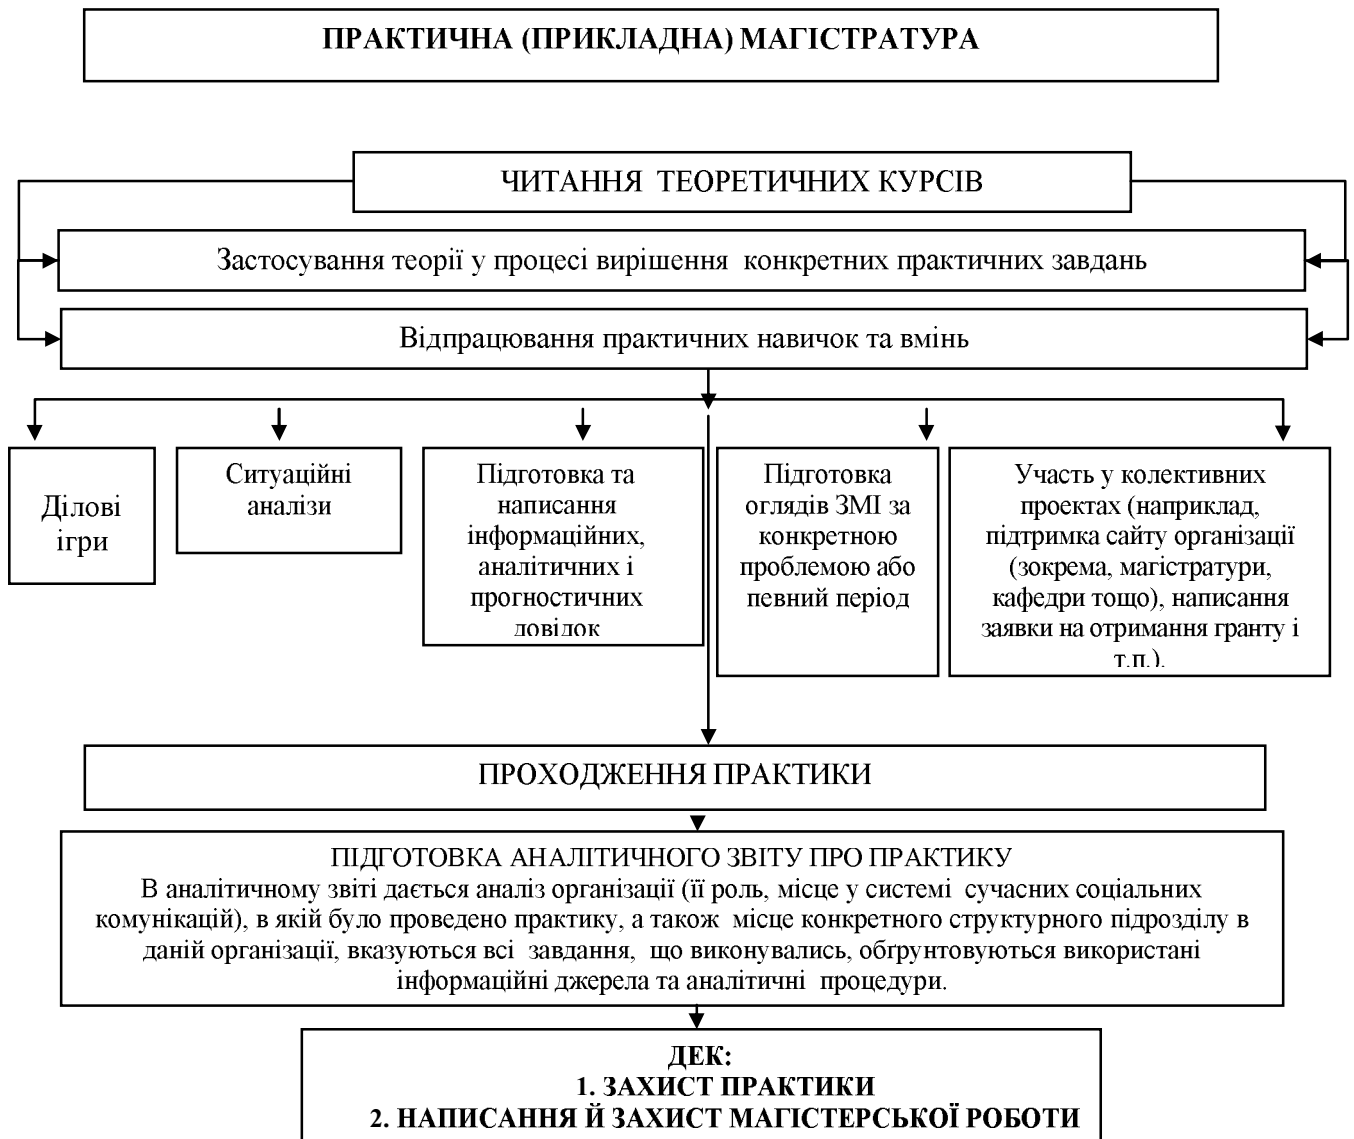 ПРАКТИЧНА (ПРИКЛАДНА) МАГІСТРАТУРА
ЧИТАННЯ ТЕОРЕТИЧНИХ КУРСІВ
Застосування теорії у процесі вирішення конкретних практичних завдань
Відпрацювання практичних навичок та вмінь
Ділові
ігри
Ситуаційні
аналізи
Підготовка та
написання
інформаційних,
аналітичних і
прогностичних
довідок
Підготовка
оглядів ЗМІ за
конкретною
проблемою або
певний період
Участь у колективних
проектах (наприклад,
підтримка сайту організації
(зокрема, магістратури,
кафедри тощо), написання
заявки на отримання гранту і
т.п.).
ПРОХОДЖЕННЯ ПРАКТИКИ
ПІДГОТОВКА АНАЛІТИЧНОГО ЗВІТУ ПРО ПРАКТИКУ
В аналітичному звіті дається аналіз організації (її роль, місце у системі сучасних соціальних
комунікацій), в якій було проведено практику, а також місце конкретного структурного підрозділу в
даній організації, вказуються всі завдання, що виконувались, обґрунтовуються використані
інформаційні джерела та аналітичні процедури.
ДЕК:
1. ЗАХИСТ ПРАКТИКИ
2. НАПИСАННЯ Й ЗАХИСТ МАГІСТЕРСЬКОЇ РОБОТИ